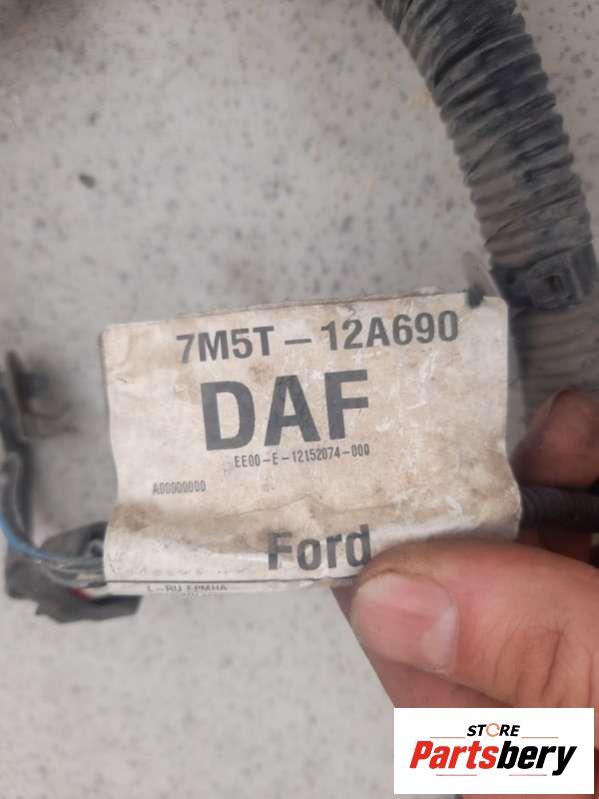 7M5T-12A690
DAF
EE00-E-12152074-000
A00000000
Ford
STORE
Partsbery